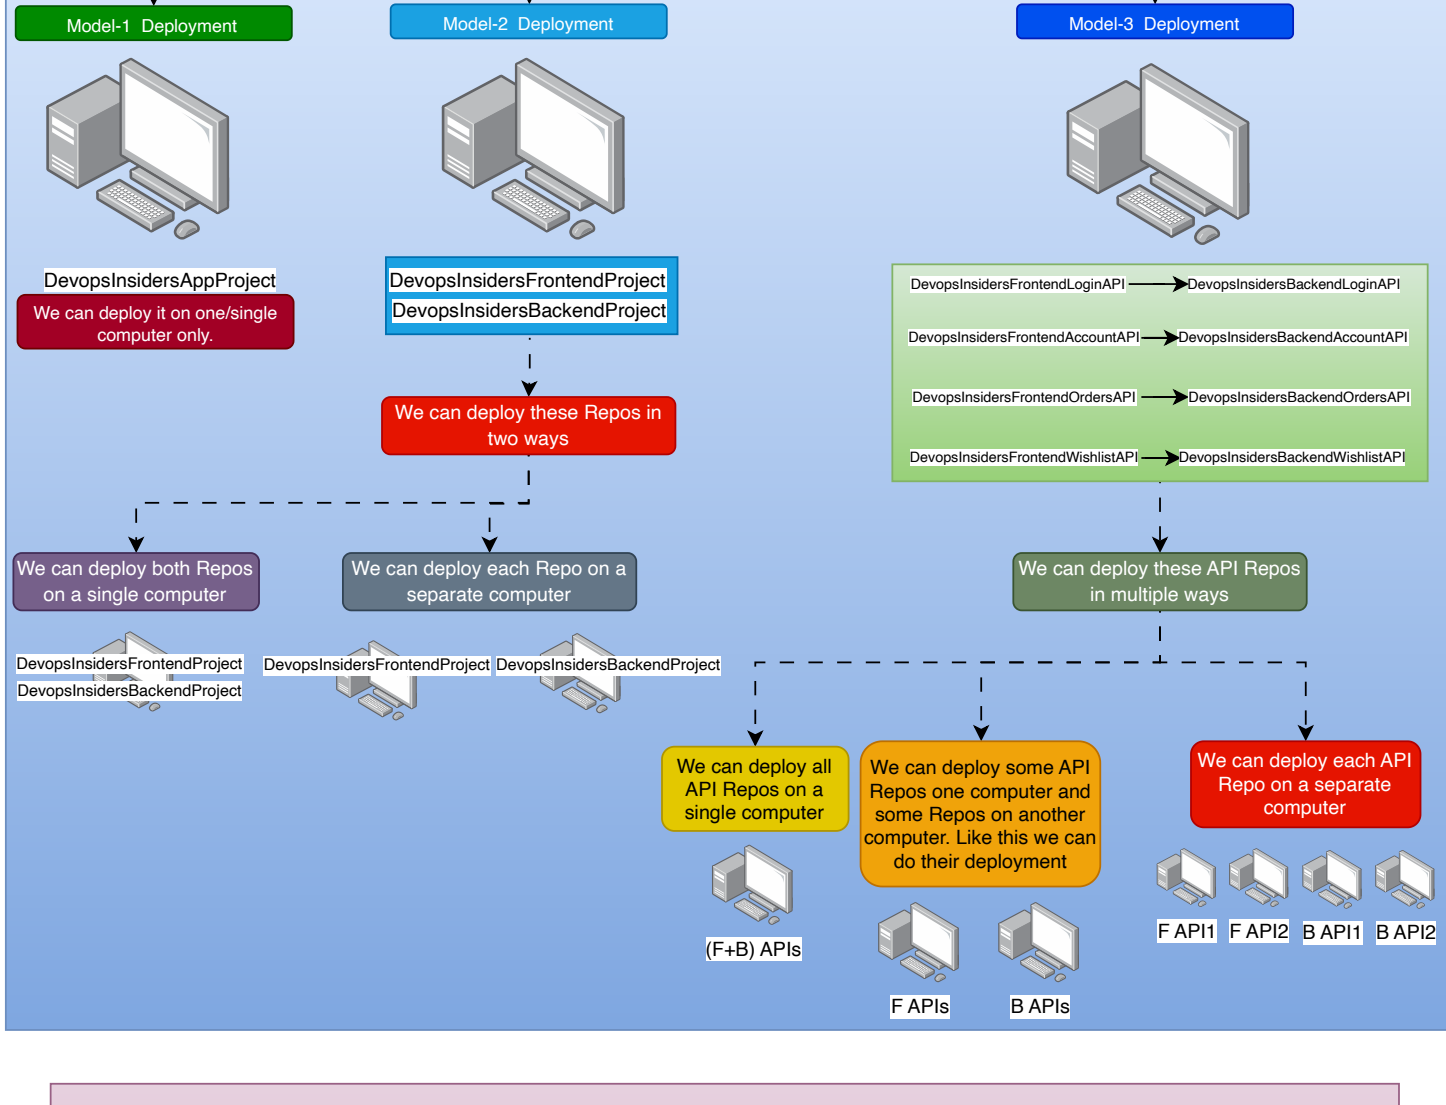 Model-1  Deployment
Model-2  Deployment
Model-3  Deployment
DevopsInsidersAppProject
We can deploy it on one/single
computer only.
DevopsInsidersFrontendProject
DevopsInsidersBackendProject
DevopsInsidersFrontendLoginAPI
DevopsInsidersBackendLoginAPI
DevopsInsidersFrontendAccountAPI
DevopsInsidersBackendAccountAPI
DevopsInsidersFrontendOrdersAPI
DevopsInsidersBackendOrdersAPI
DevopsInsidersFrontendWishlistAPI
DevopsInsidersBackendWishlistAPI
We can deploy these Repos in
two ways
We can deploy both Repos
on a single computer
We can deploy each Repo on a
separate computer
We can deploy these API Repos
in multiple ways
DevopsInsidersFrontendProject
DevopsInsidersBackendProject
DevopsInsidersFrontendProject
DevopsInsidersBackendProject
We can deploy all
API Repos on a
single computer
We can deploy some API
Repos one computer and
some Repos on another
computer. Like this we can
do their deployment
We can deploy each API
Repo on a separate
computer
(F+B) APIs
F APIs
B APIs
F API1
F API2
B API1
B API2